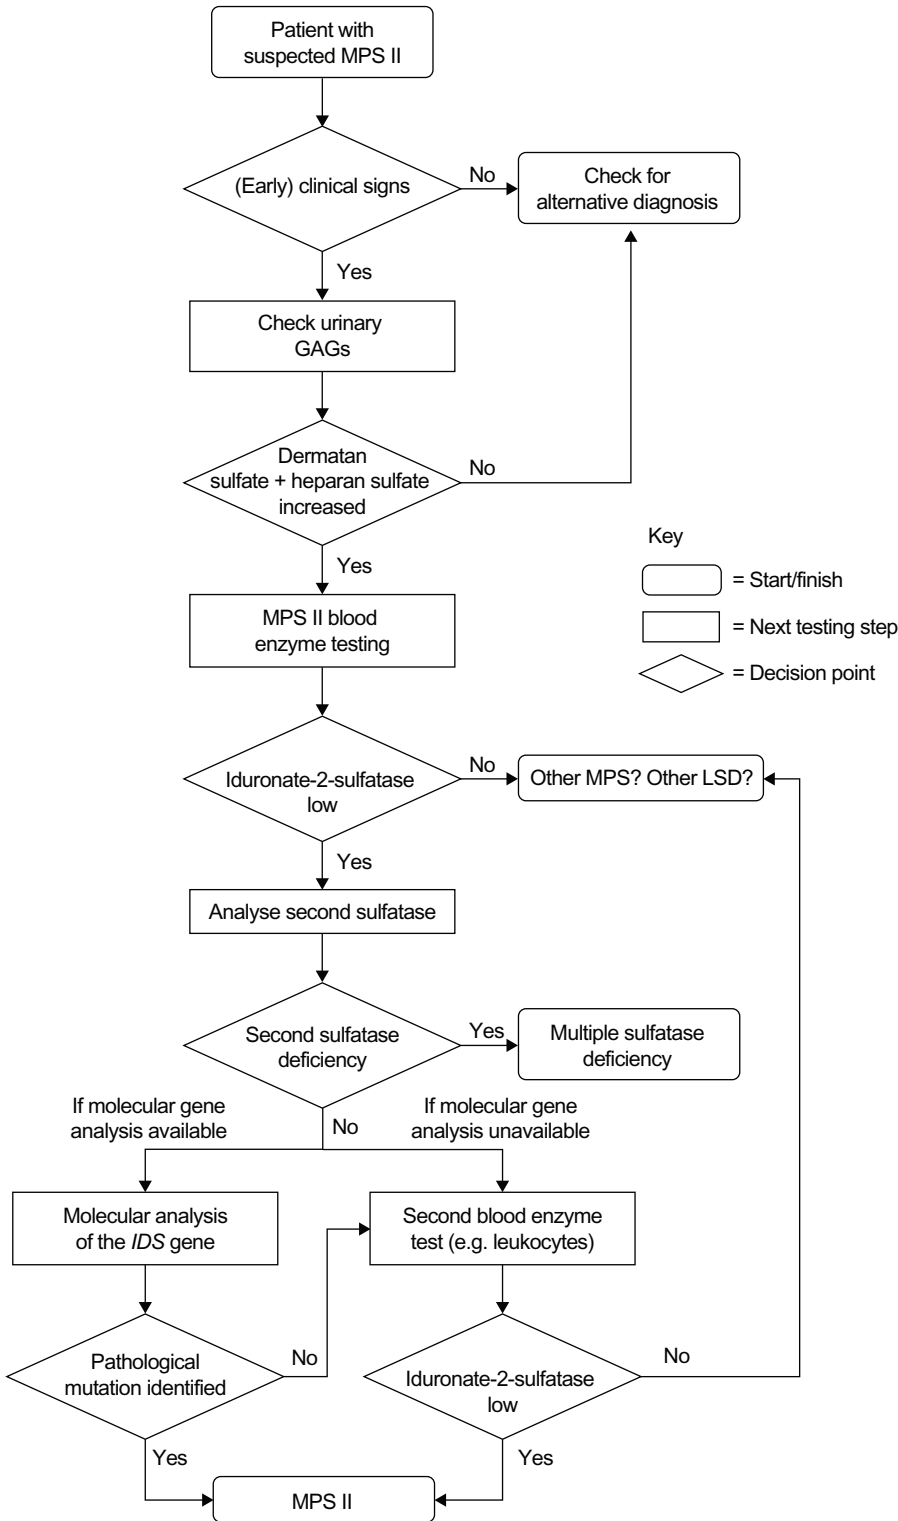 Patient with
suspected MPS II
(Early) clinical signs
No
Check for
alternative diagnosis
Yes
Check urinary
GAGs
Dermatan
sulfate + heparan sulfate
increased
No
Yes
Key
= Start/finish
= Next testing step
= Decision point
MPS II blood
enzyme testing
Iduronate-2-sulfatase
low
No
Other MPS? Other LSD?
Yes
Analyse second sulfatase
Second sulfatase
deficiency
Yes
Multiple sulfatase
deficiency
If molecular gene
analysis available
No
If molecular gene
analysis unavailable
Molecular analysis
of the IDS gene
Second blood enzyme
test (e.g. leukocytes)
Pathological
mutation identified
No
Iduronate-2-sulfatase
low
No
Yes
Yes
MPS II